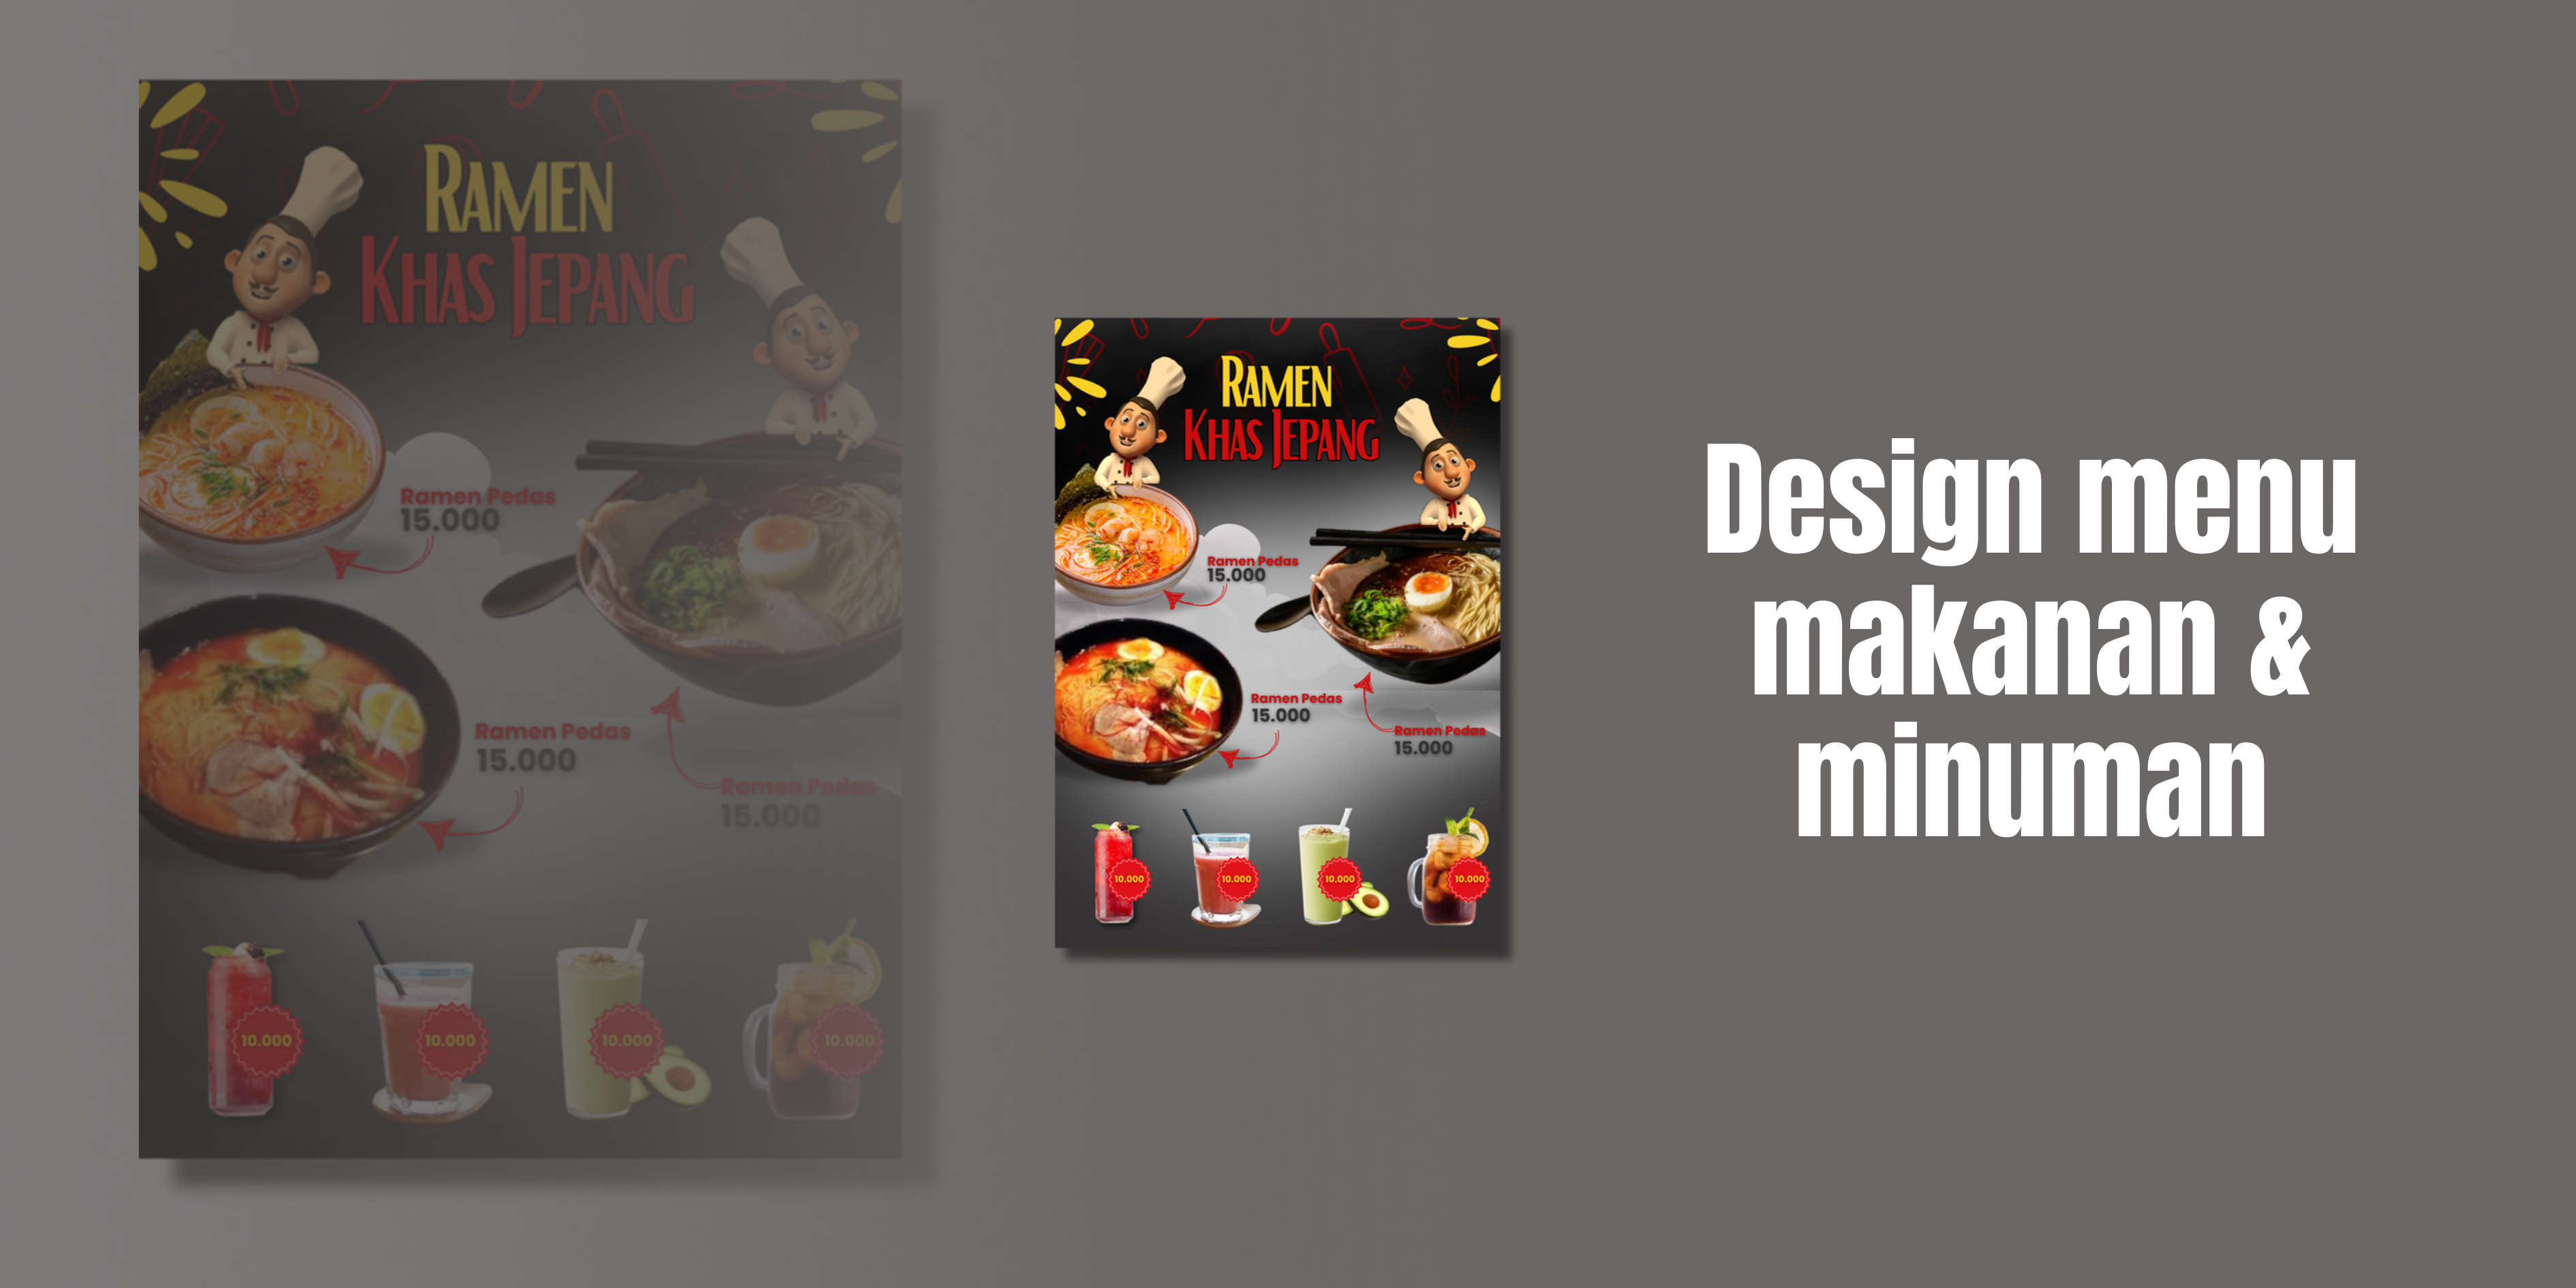 Ramen
Khas Jepang
Ramen Pedas
15.000
Ramen Pedas
15.000
Ramen Pedas
15.000
10.000
10.000
10.000
10.000
Ramen
Khas Jepang
Ramen Pedas
15.000
Ramen Pedas
15.000
Ramen Pedas
15.000
10.000
10.000
10.000
10.000
Design menu
makanan &
minuman